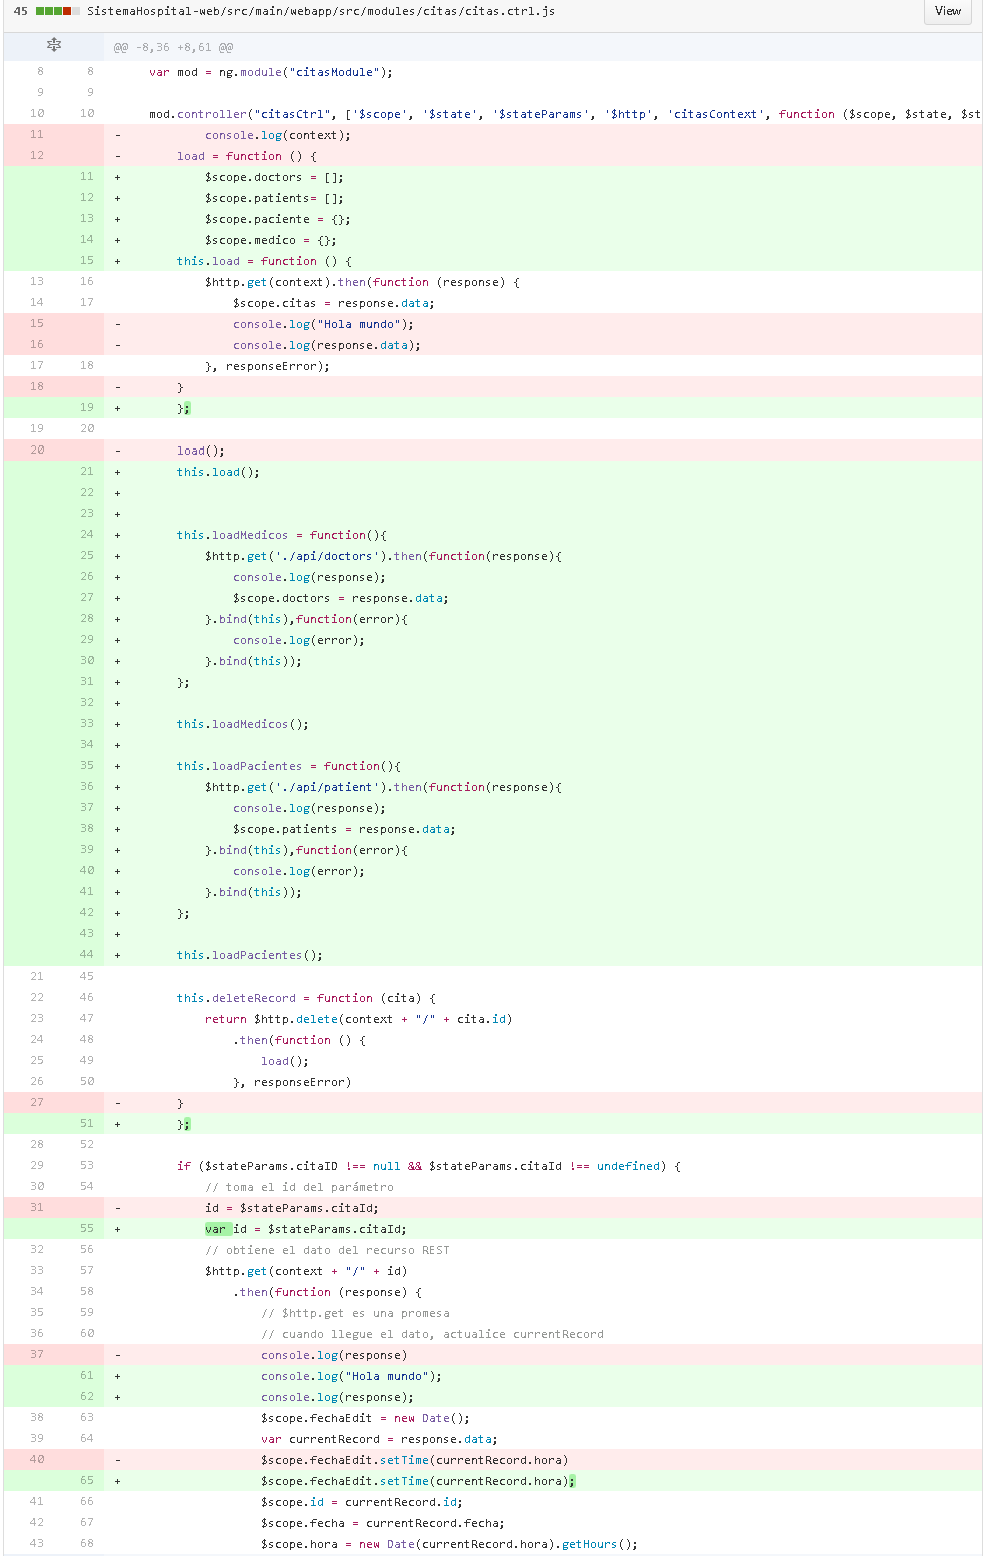 45 SistemaHospital-web/src/main/webapp/src/modules/citas/citas.ctrl.js View
@@ -8,36 +8,61 @@
8 8 var mod = ng.module("citasModule");
9 9
10 10 mod.controller("citasCtrl", ['$scope', '$state', '$stateParams', '$http', 'citasContext', function ($scope, $state, $st
11 - console.log(context);
12 - load = function () {
11 + $scope.doctors = [];
12 + $scope.patients= [];
13 + $scope.paciente = {};
14 + $scope.medico = {};
15 + this.load = function () {
13 16 $http.get(context).then(function (response) {
14 17 $scope.citas = response.data;
15 - console.log("Hola mundo");
16 - console.log(response.data);
17 18 }, responseError);
18 - }
19 + };
19 20
20 - load();
21 + this.load();
22 +
23 +
24 + this.loadMedicos = function(){
25 + $http.get('./api/doctors').then(function(response){
26 + console.log(response);
27 + $scope.doctors = response.data;
28 + }.bind(this),function(error){
29 + console.log(error);
30 + }.bind(this));
31 + };
32 +
33 + this.loadMedicos();
34 +
35 + this.loadPacientes = function(){
36 + $http.get('./api/patient').then(function(response){
37 + console.log(response);
38 + $scope.patients = response.data;
39 + }.bind(this),function(error){
40 + console.log(error);
41 + }.bind(this));
42 + };
43 +
44 + this.loadPacientes();
21 45
22 46 this.deleteRecord = function (cita) {
23 47 return $http.delete(context + "/" + cita.id)
24 48 .then(function () {
25 49 load();
26 50 }, responseError)
27 - }
51 + };
28 52
29 53 if ($stateParams.citaID !== null && $stateParams.citaId !== undefined) {
30 54 // toma el id del parámetro
31 - id = $stateParams.citaId;
55 + var id = $stateParams.citaId;
32 56 // obtiene el dato del recurso REST
33 57 $http.get(context + "/" + id)
34 58 .then(function (response) {
35 59 // $http.get es una promesa
36 60 // cuando llegue el dato, actualice currentRecord
37 - console.log(response)
61 + console.log("Hola mundo");
62 + console.log(response);
38 63 $scope.fechaEdit = new Date();
39 64 var currentRecord = response.data;
40 - $scope.fechaEdit.setTime(currentRecord.hora)
65 + $scope.fechaEdit.setTime(currentRecord.hora);
41 66 $scope.id = currentRecord.id;
42 67 $scope.fecha = currentRecord.fecha;
43 68 $scope.hora = new Date(currentRecord.hora).getHours();